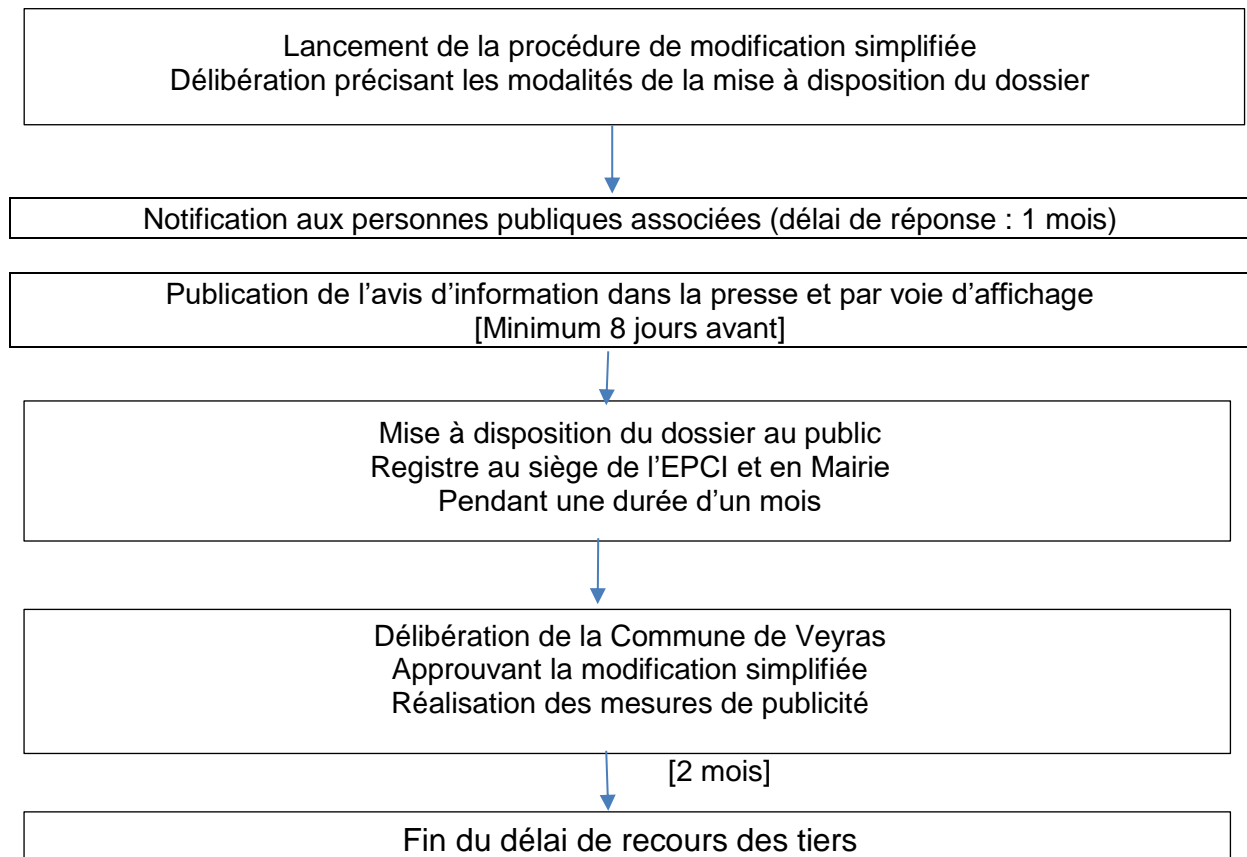 Lancement de la procédure de modification simplifiée
Délibération précisant les modalités de la mise à disposition du dossier
Notification aux personnes publiques associées (délai de réponse : 1 mois)
Publication de l’avis d’information dans la presse et par voie d’affichage
[Minimum 8 jours avant]
Mise à disposition du dossier au public
Registre au siège de l’EPCI et en Mairie
Pendant une durée d’un mois
Délibération de la Commune de Veyras
Approuvant la modification simplifiée
Réalisation des mesures de publicité
[2 mois]
Fin du délai de recours des tiers